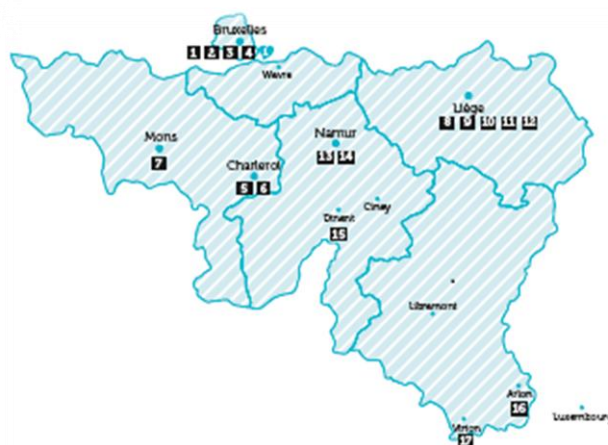 Bruxelles
1 2 3 4
Wavre
Liège
8 9 10 11 12
Mons
7
Namur
13 14
Charleroi
5 6
Ciney
Dinant
15
Libramont
Arlon
16
Luxembour
Virton
17